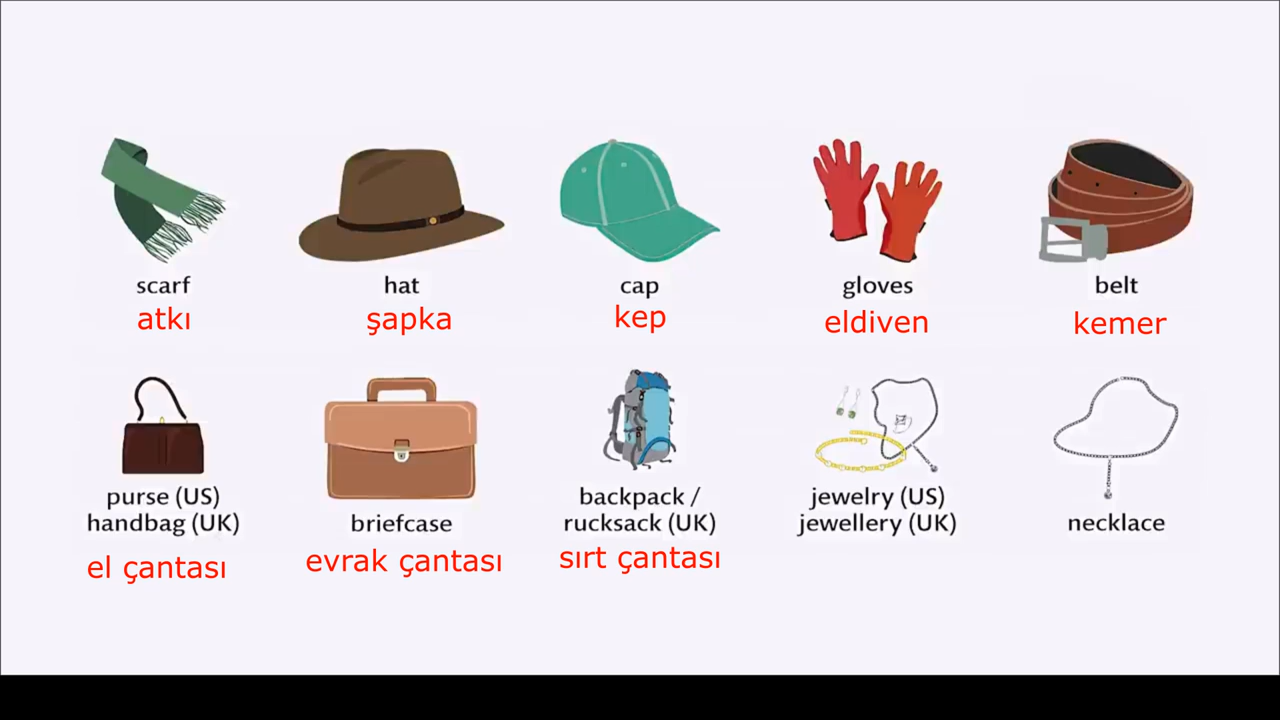 scarf
hat
cap
gloves
belt
atkı
şapka
kep
eldiven
kemer
purse (US)
handbag (UK)
briefcase
backpack /
rucksack (UK)
jewelry (US)
jewellery (UK)
necklace
el çantası
evrak çantası
sırt çantası